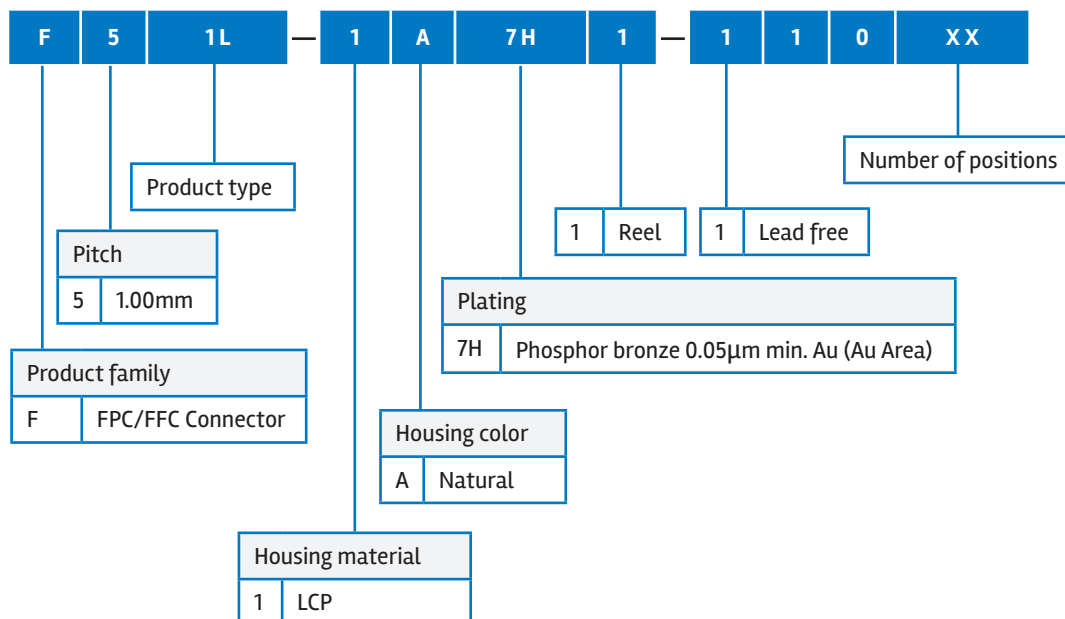 F 5 1L — 1 A 7H 1 — 1 1 0 XX
Number of positions
Product type
1 Reel
1 Lead free
Pitch
5 1.00mm
Plating
7H Phosphor bronze 0.05µm min. Au (Au Area)
Product family
F FPC/FFC Connector
Housing color
A Natural
Housing material
1 LCP